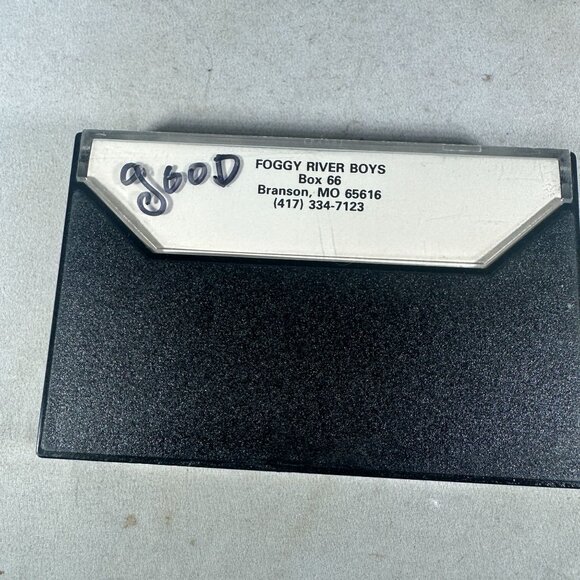 gooD
FOGGY RIVER BOYS
Box 66
Branson, MO 65616
(417) 334-7123